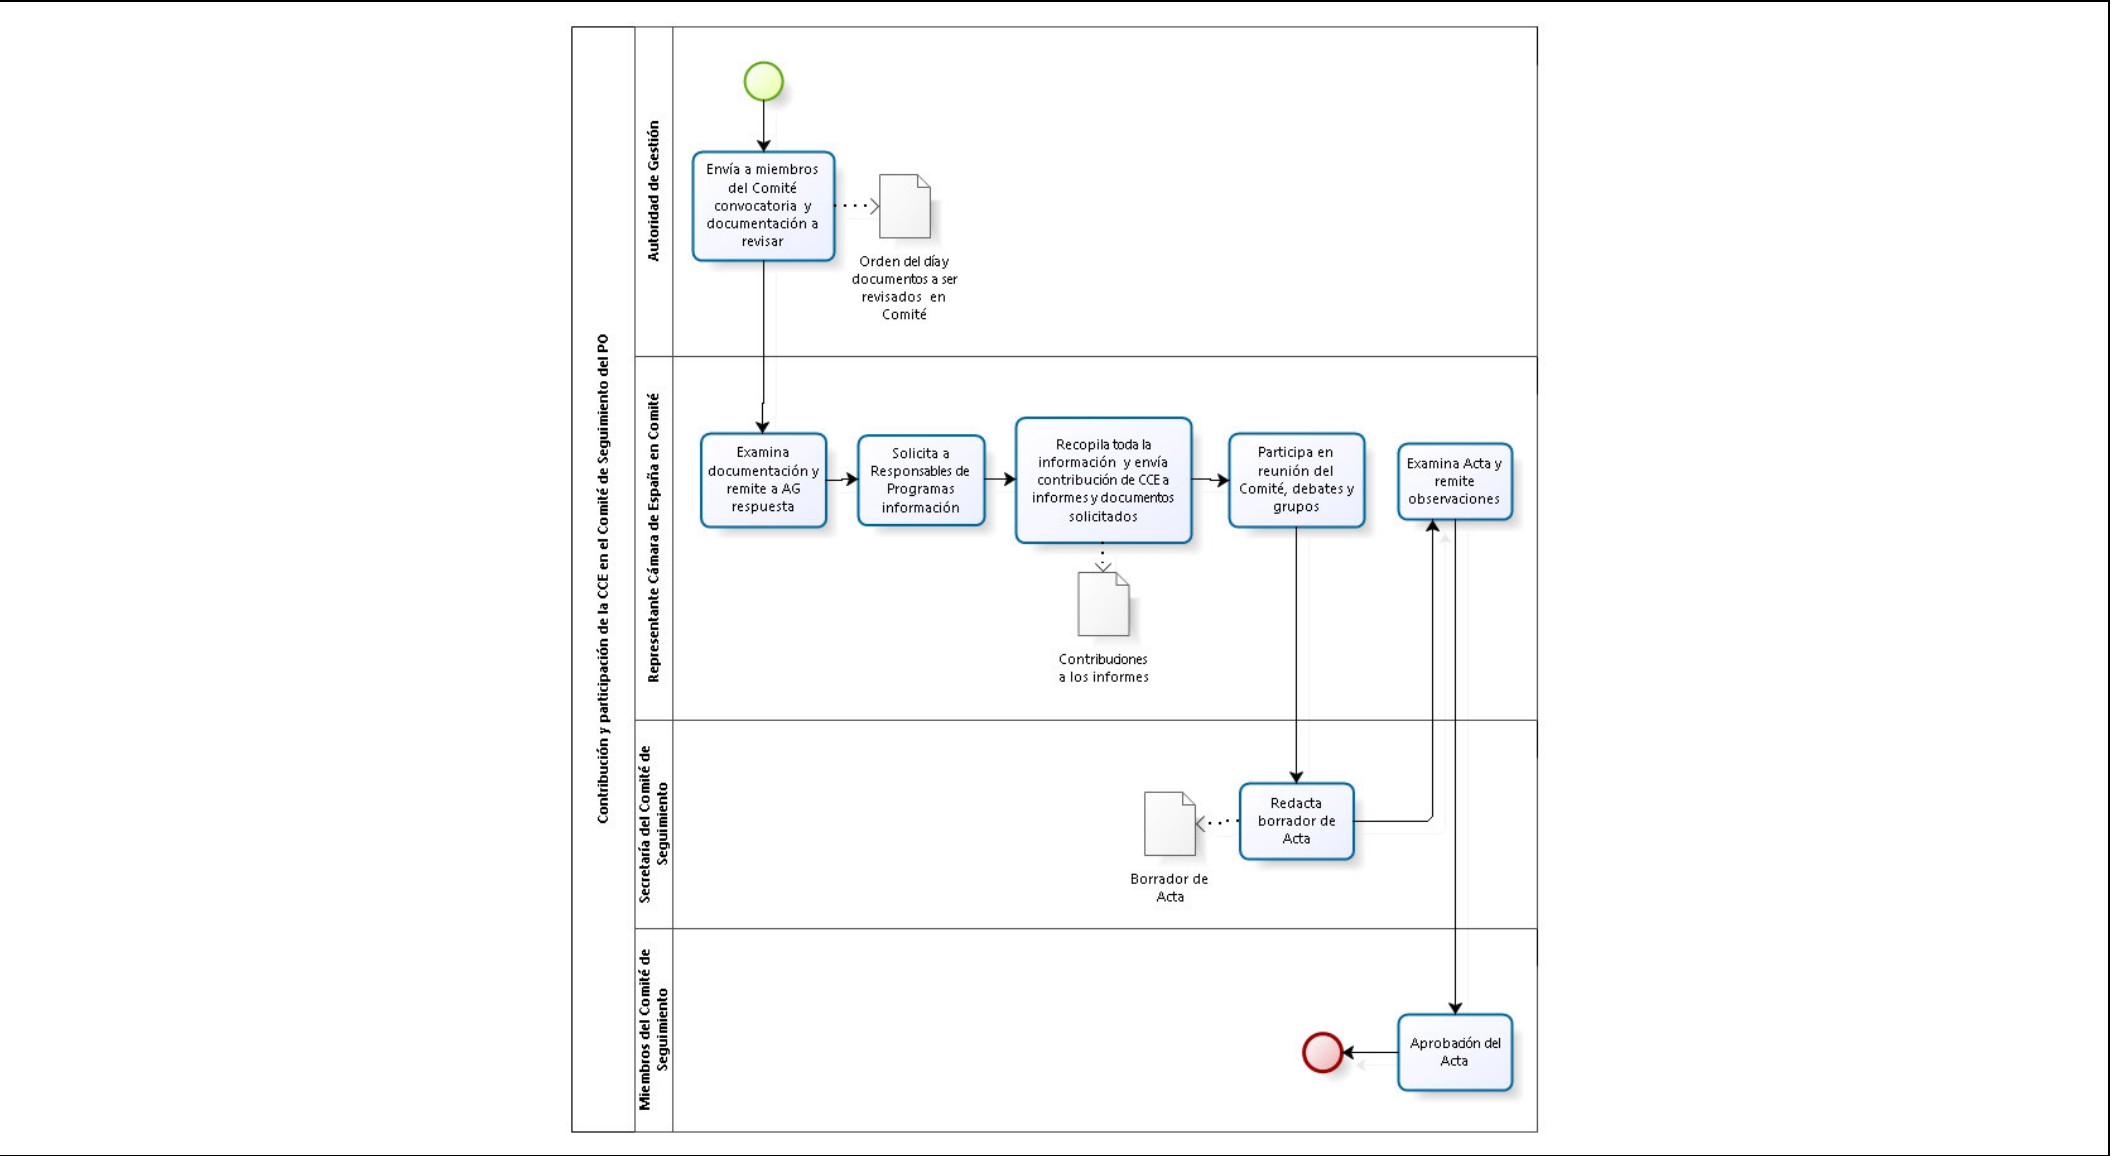 Contribución y participación de la CCE en el Comité de Seguimiento del PO
Autoridad de Gestión
Envía a miembros
del Comité
convocatoria y
documentación a
revisar
Orden del día y
documentos a ser
revisados en
Comité
Representante Cámara de España en Comité
Examina
documentación y
remite a AG
respuesta
Solicita a
Responsables de
Programas
información
Recopila toda la
información y envía
contribución de CCE a
informes y documentos
solicitados
Participa en
reunión del
Comité, debates y
grupos
Examina Acta y
remite
observaciones
Contribuciones
a los informes
Secretaría del Comité de
Seguimiento
Redacta
borrador de
Acta
Borrador de
Acta
Miembros del Comité de
Seguimiento
Aprobación del
Acta